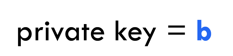 private key = b